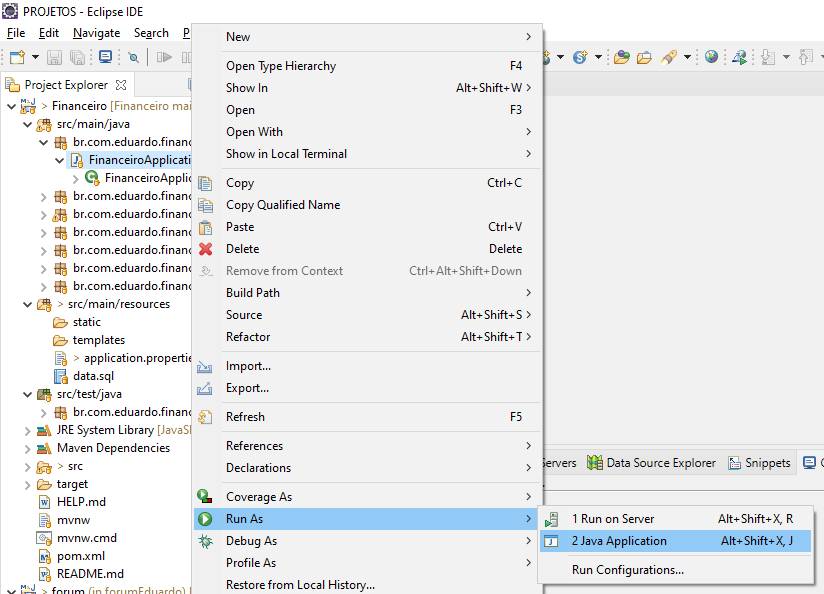 PROJETOS - Eclipse IDE
File Edit Navigate Search P
Project Explorer
> Financeiro [Financeiro mai
src/main/java
br.com.eduardo.financ
FinanceiroApplicati
FinanceiroApplic
br.com.eduardo.financ
br.com.eduardo.financ
br.com.eduardo.financ
br.com.eduardo.financ
br.com.eduardo.financ
br.com.eduardo.financ
> src/main/resources
static
templates
> application.propertie
data.sql
src/test/java
br.com.eduardo.financ
JRE System Library [JavaS
Maven Dependencies
> src
target
HELP.md
mvnw
mvnw.cmd
pom.xml
README.md
> forum (in forumEduardo)
New
Open Type Hierarchy F4
Show In Alt+Shift+W >
Open F3
Open With
Show in Local Terminal
Copy Ctrl+C
Copy Qualified Name
Paste Ctrl+V
Delete Delete
Remove from Context Ctrl+Alt+Shift+Down
Build Path
Source Alt+Shift+S >
Refactor Alt+Shift+T >
Import...
Export...
Refresh F5
References
Declarations
Coverage As
Run As
Debug As
Profile As
Restore from Local History...
Servers Data Source Explorer Snippets
1 Run on Server Alt+Shift+X, R
2 Java Application Alt+Shift+X, J
Run Configurations...